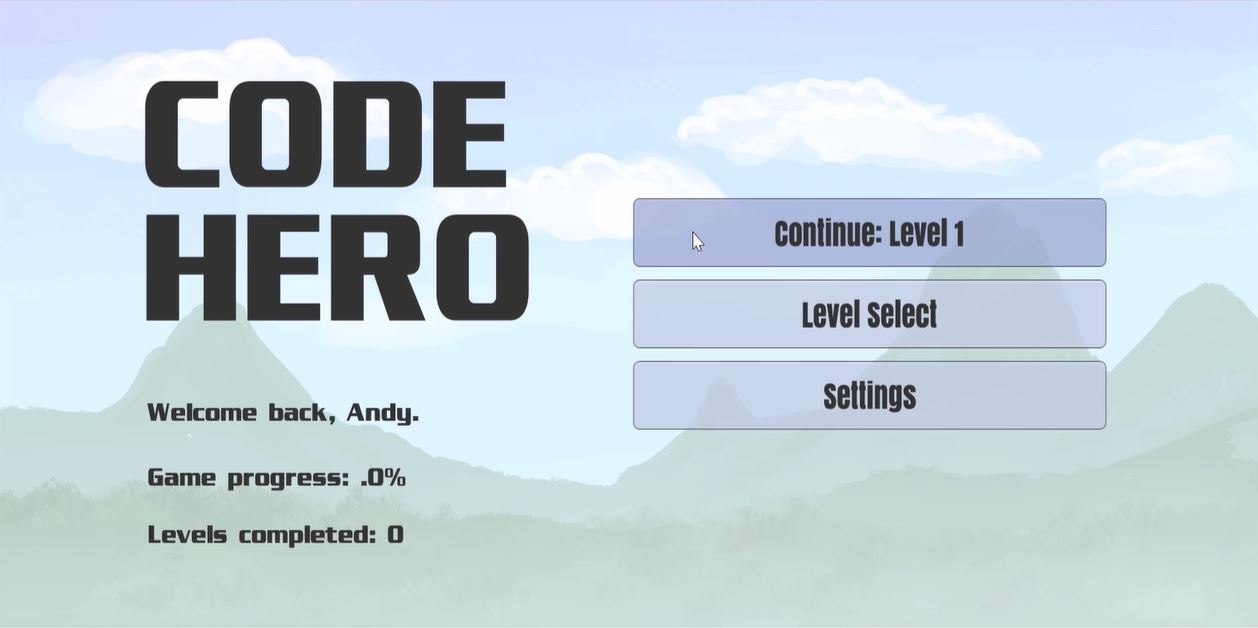 CODE
HERO
Welcome back, Andy.
Game progress: .0%
Levels completed: 0
Continue: Level 1
Level Select
Settings